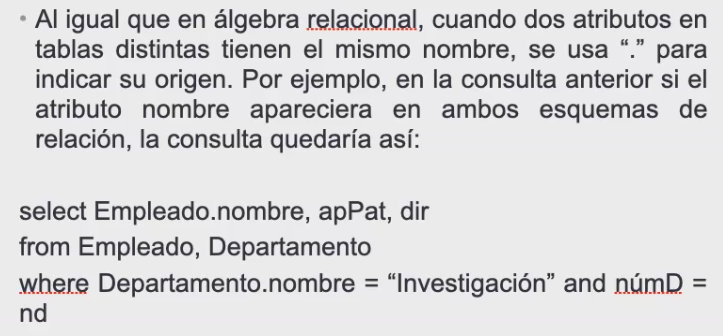 • Al igual que en álgebra relacional, cuando dos atributos en
tablas distintas tienen el mismo nombre, se usa “.” para
indicar su origen. Por ejemplo, en la consulta anterior si el
atributo nombre apareciera en ambos esquemas de
relación, la consulta quedaría así:
select Empleado.nombre, apPat, dir
from Empleado, Departamento
where Departamento.nombre = “Investigación” and númD =
nd